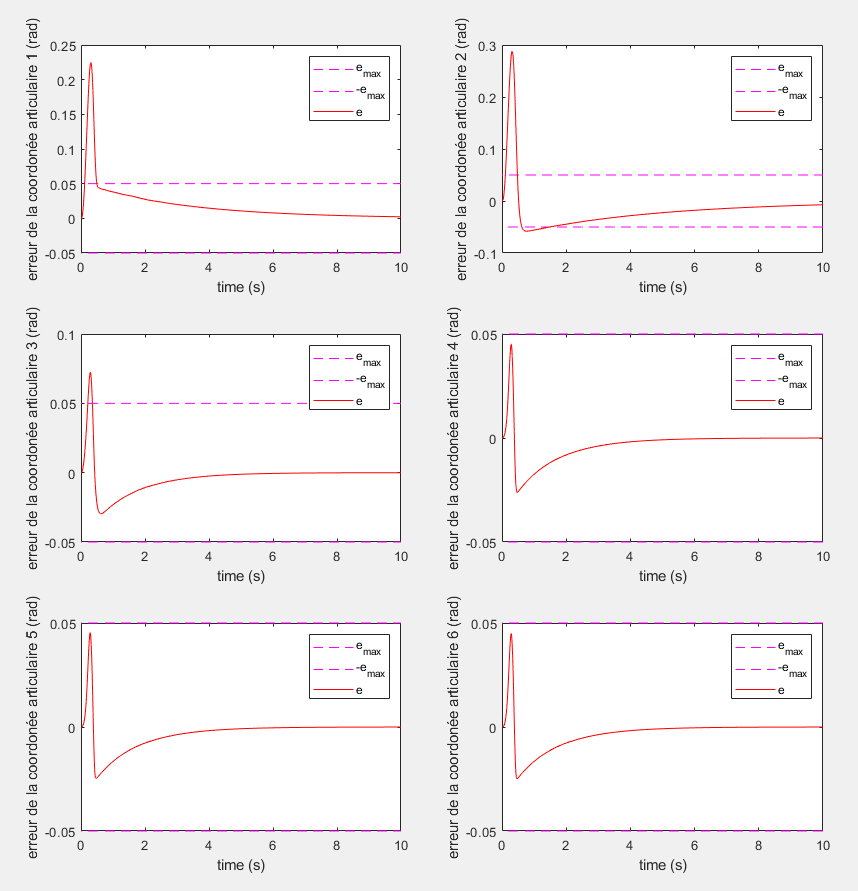 erreur de la coordonée articulaire 1 (rad)
0.25
0.2
0.15
0.1
0.05
0
-0.05
0 2 4 6 8 10
time (s)
e_max
-e_max
e
erreur de la coordonée articulaire 2 (rad)
0.3
0.2
0.1
0
-0.1
0 2 4 6 8 10
time (s)
e_max
-e_max
e
erreur de la coordonée articulaire 3 (rad)
0.1
0.05
0
-0.05
0 2 4 6 8 10
time (s)
e_max
-e_max
e
erreur de la coordonée articulaire 4 (rad)
0.05
0
-0.05
0 2 4 6 8 10
time (s)
e_max
-e_max
e
erreur de la coordonée articulaire 5 (rad)
0.05
0
-0.05
0 2 4 6 8 10
time (s)
e_max
-e_max
e
erreur de la coordonée articulaire 6 (rad)
0.05
0
-0.05
0 2 4 6 8 10
time (s)
e_max
-e_max
e